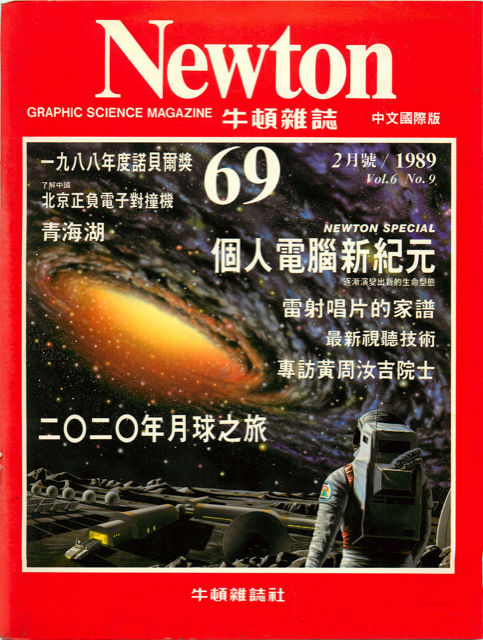 Newton
GRAPHIC SCIENCE MAGAZINE 牛頓雜誌 中文國際版
一九八八年度諾貝爾獎
69
2月號 / 1989
Vol.6 No.9
了解中國
北京正負電子對撞機
青海湖
NEWTON SPECIAL
個人電腦新紀元
逐漸演變出新的生命型態
雷射唱片的家譜
最新視聽技術
專訪黃周汝吉院士
二〇二〇年月球之旅
牛頓雜誌社